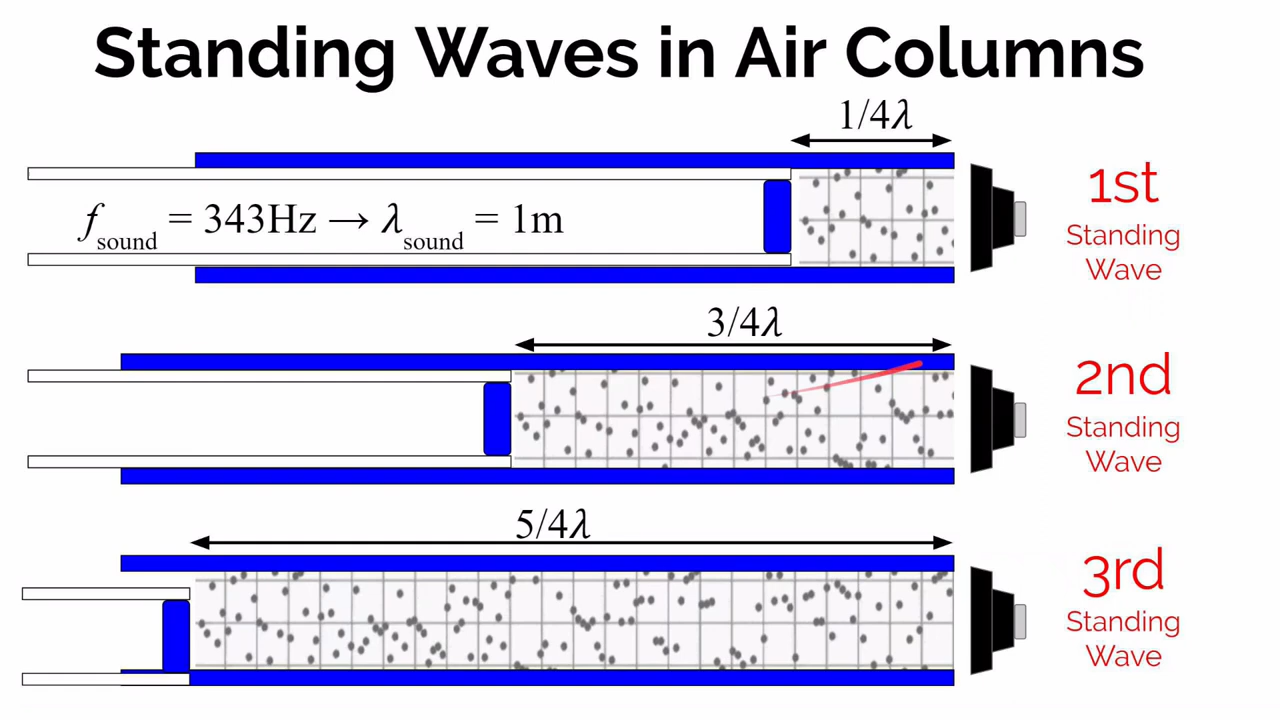 Standing Waves in Air Columns
1/4λ
f sound = 343Hz → λ sound = 1m
1st
Standing
Wave
3/4λ
2nd
Standing
Wave
5/4λ
3rd
Standing
Wave